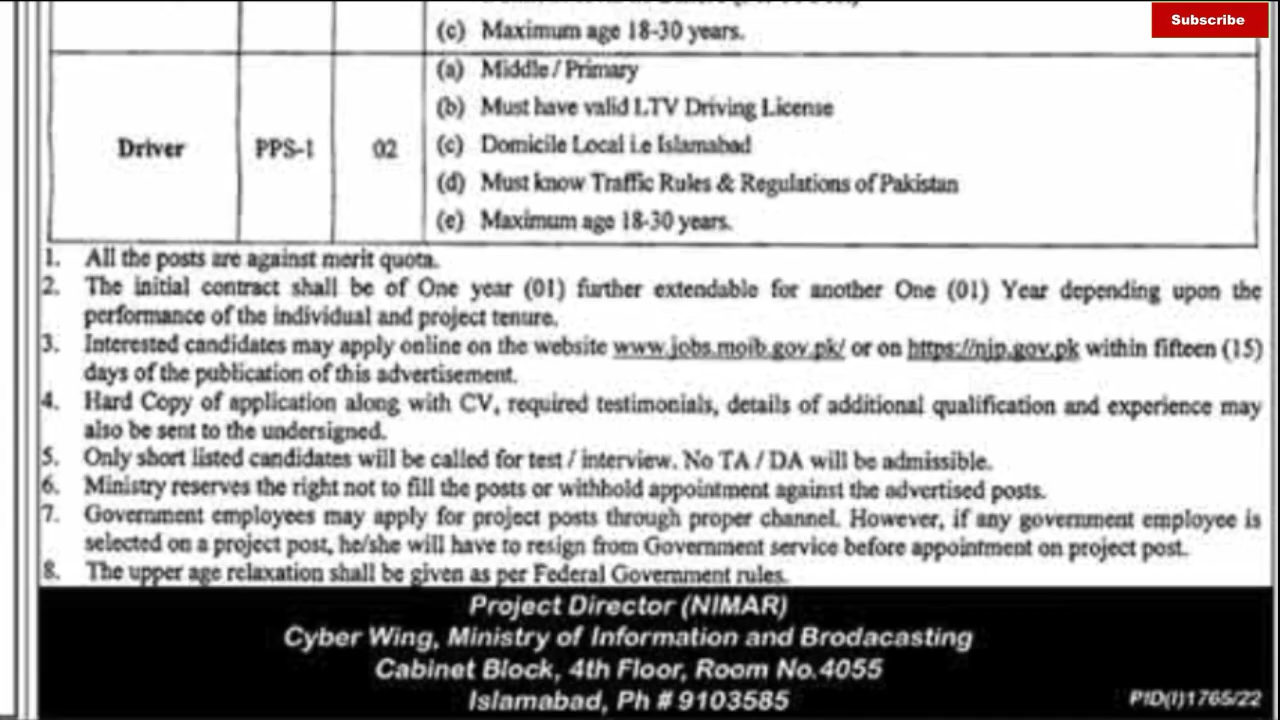 Subscribe
(c) Maximum age 18-30 years.
Driver
PPS-1
02
(a) Middle / Primary
(b) Must have valid LTV Driving License
(c) Domicile Local i.e Islamabad
(d) Must know Traffic Rules & Regulations of Pakistan
(e) Maximum age 18-30 years.
1. All the posts are against merit quota.
2. The initial contract shall be of One year (01) further extendable for another One (01) Year depending upon the
performance of the individual and project tenure.
3. Interested candidates may apply online on the website www.jobs.moib.gov.pk/ or on https://njp.gov.pk within fifteen (15)
days of the publication of this advertisement.
4. Hard Copy of application along with CV, required testimonials, details of additional qualification and experience may
also be sent to the undersigned.
5. Only short listed candidates will be called for test / interview. No TA / DA will be admissible.
6. Ministry reserves the right not to fill the posts or withhold appointment against the advertised posts.
7. Government employees may apply for project posts through proper channel. However, if any government employee is
selected on a project post, he/she will have to resign from Government service before appointment on project post.
8. The upper age relaxation shall be given as per Federal Government rules.
Project Director (NIMAR)
Cyber Wing, Ministry of Information and Brodacasting
Cabinet Block, 4th Floor, Room No.4055
Islamabad, Ph # 9103585
PID(I)1765/22